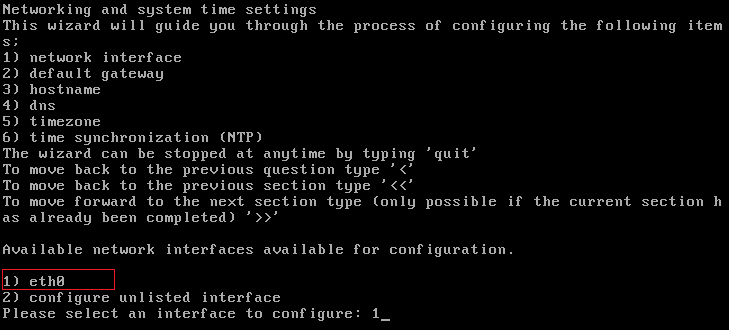 Networking and system time settings
This wizard will guide you through the process of configuring the following item
s;
1) network interface
2) default gateway
3) hostname
4) dns
5) timezone
6) time synchronization (NTP)
The wizard can be stopped at anytime by typing 'quit'
To move back to the previous question type '<'
To move back to the previous section type '<<'
To move forward to the next section type (only possible if the current section h
as already been completed) '>>'
Available network interfaces available for configuration.
1) eth0
2) configure unlisted interface
Please select an interface to configure: 1_